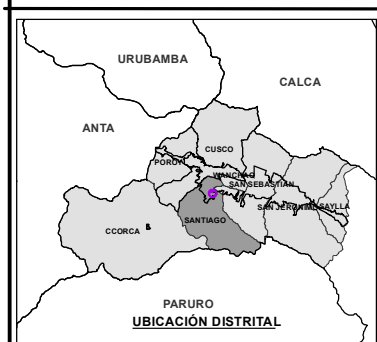 URUBAMBA
CALCA
ANTA
CUSCO
POROY
WANCHAQ
SAN SEBASTIAN
SAN JERONIMO
SAYLLA
SANTIAGO
CCORCA
PARURO
UBICACIÓN DISTRITAL